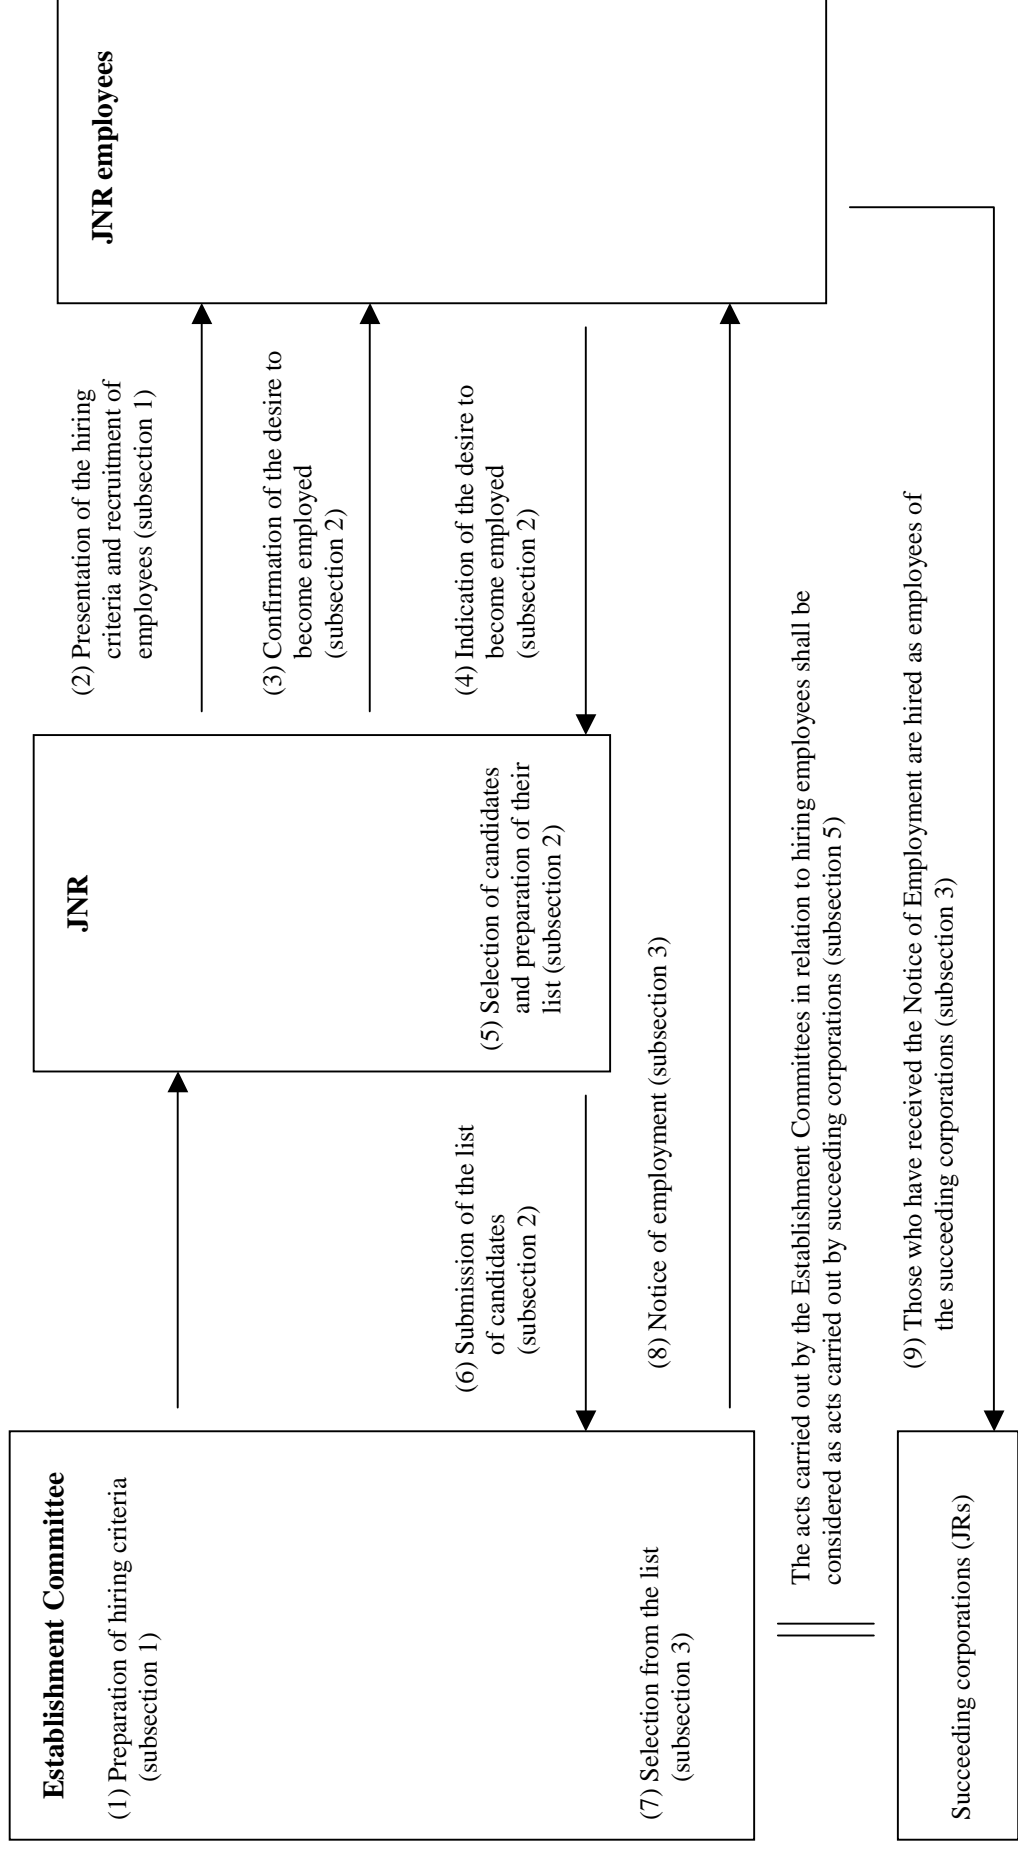 Establishment Committee
(1) Preparation of hiring criteria
(subsection 1)
JNR
(2) Presentation of the hiring
criteria and recruitment of
employees (subsection 1)
JNR employees
(3) Confirmation of the desire to
become employed
(subsection 2)
(4) Indication of the desire to
become employed
(subsection 2)
(5) Selection of candidates
and preparation of their
list (subsection 2)
(6) Submission of the list
of candidates
(subsection 2)
(7) Selection from the list
(subsection 3)
(8) Notice of employment (subsection 3)
The acts carried out by the Establishment Committees in relation to hiring employees shall be
considered as acts carried out by succeeding corporations (subsection 5)
(9) Those who have received the Notice of Employment are hired as employees of
the succeeding corporations (subsection 3)
Succeeding corporations (JRs)